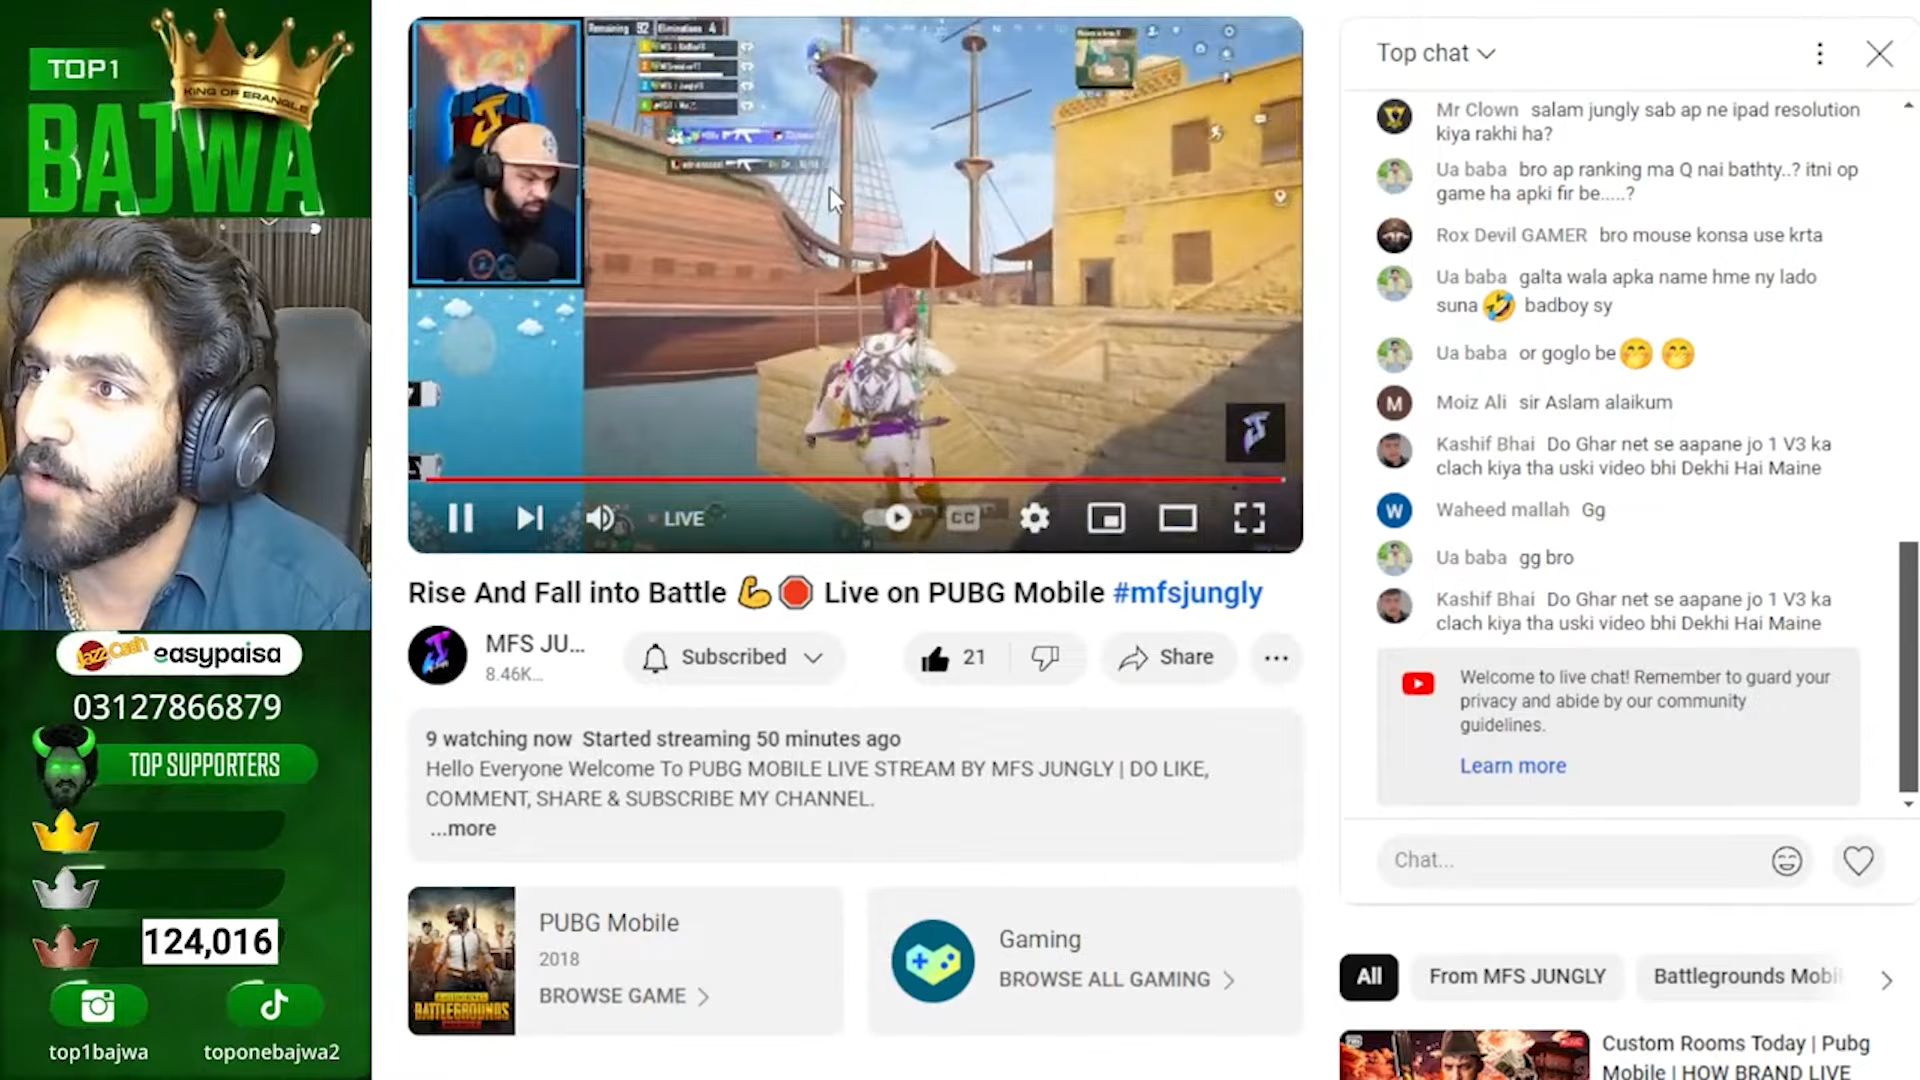 TOP1
KING OF ERANGLE
BAJWA
JazzCash easypaisa
03127866879
TOP SUPPORTERS
124,016
top1bajwa
toponebajwa2
Remaining 92 Eliminations 4
LIVE
CC
Rise And Fall into Battle 💪🛑 Live on PUBG Mobile #mfsjungly
MFS JU...
8.46K...
Subscribed
21
Share
9 watching now Started streaming 50 minutes ago
Hello Everyone Welcome To PUBG MOBILE LIVE STREAM BY MFS JUNGLY | DO LIKE,
COMMENT, SHARE & SUBSCRIBE MY CHANNEL.
...more
BATTLEGROUNDS
PUBG Mobile
2018
BROWSE GAME
Gaming
BROWSE ALL GAMING
Top chat
Mr Clown salam jungly sab ap ne ipad resolution
kiya rakhi ha?
Ua baba bro ap ranking ma Q nai bathty..? itni op
game ha apki fir be.....?
Rox Devil GAMER bro mouse konsa use krta
Ua baba galta wala apka name hme ny lado
suna 🤣 badboy sy
Ua baba or goglo be🤭 🤭
M
Moiz Ali sir Aslam alaikum
Kashif Bhai Do Ghar net se aapane jo 1 V3 ka
clach kiya tha uski video bhi Dekhi Hai Maine
W
Waheed mallah Gg
Ua baba gg bro
Kashif Bhai Do Ghar net se aapane jo 1 V3 ka
clach kiya tha uski video bhi Dekhi Hai Maine
Welcome to live chat! Remember to guard your
privacy and abide by our community
guidelines.
Learn more
Chat...
All
From MFS JUNGLY
Battlegrounds Mobil
Custom Rooms Today | Pubg
Mobile | HOW BRAND LIVE